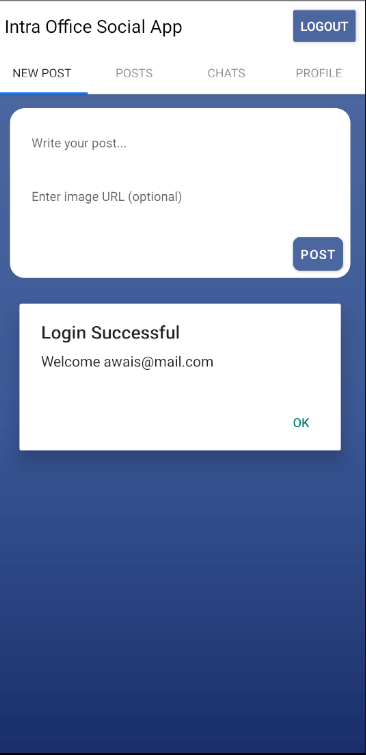 Intra Office Social App
LOGOUT
NEW POST POSTS CHATS PROFILE
Write your post...
Enter image URL (optional)
POST
Login Successful
Welcome awais@mail.com
OK